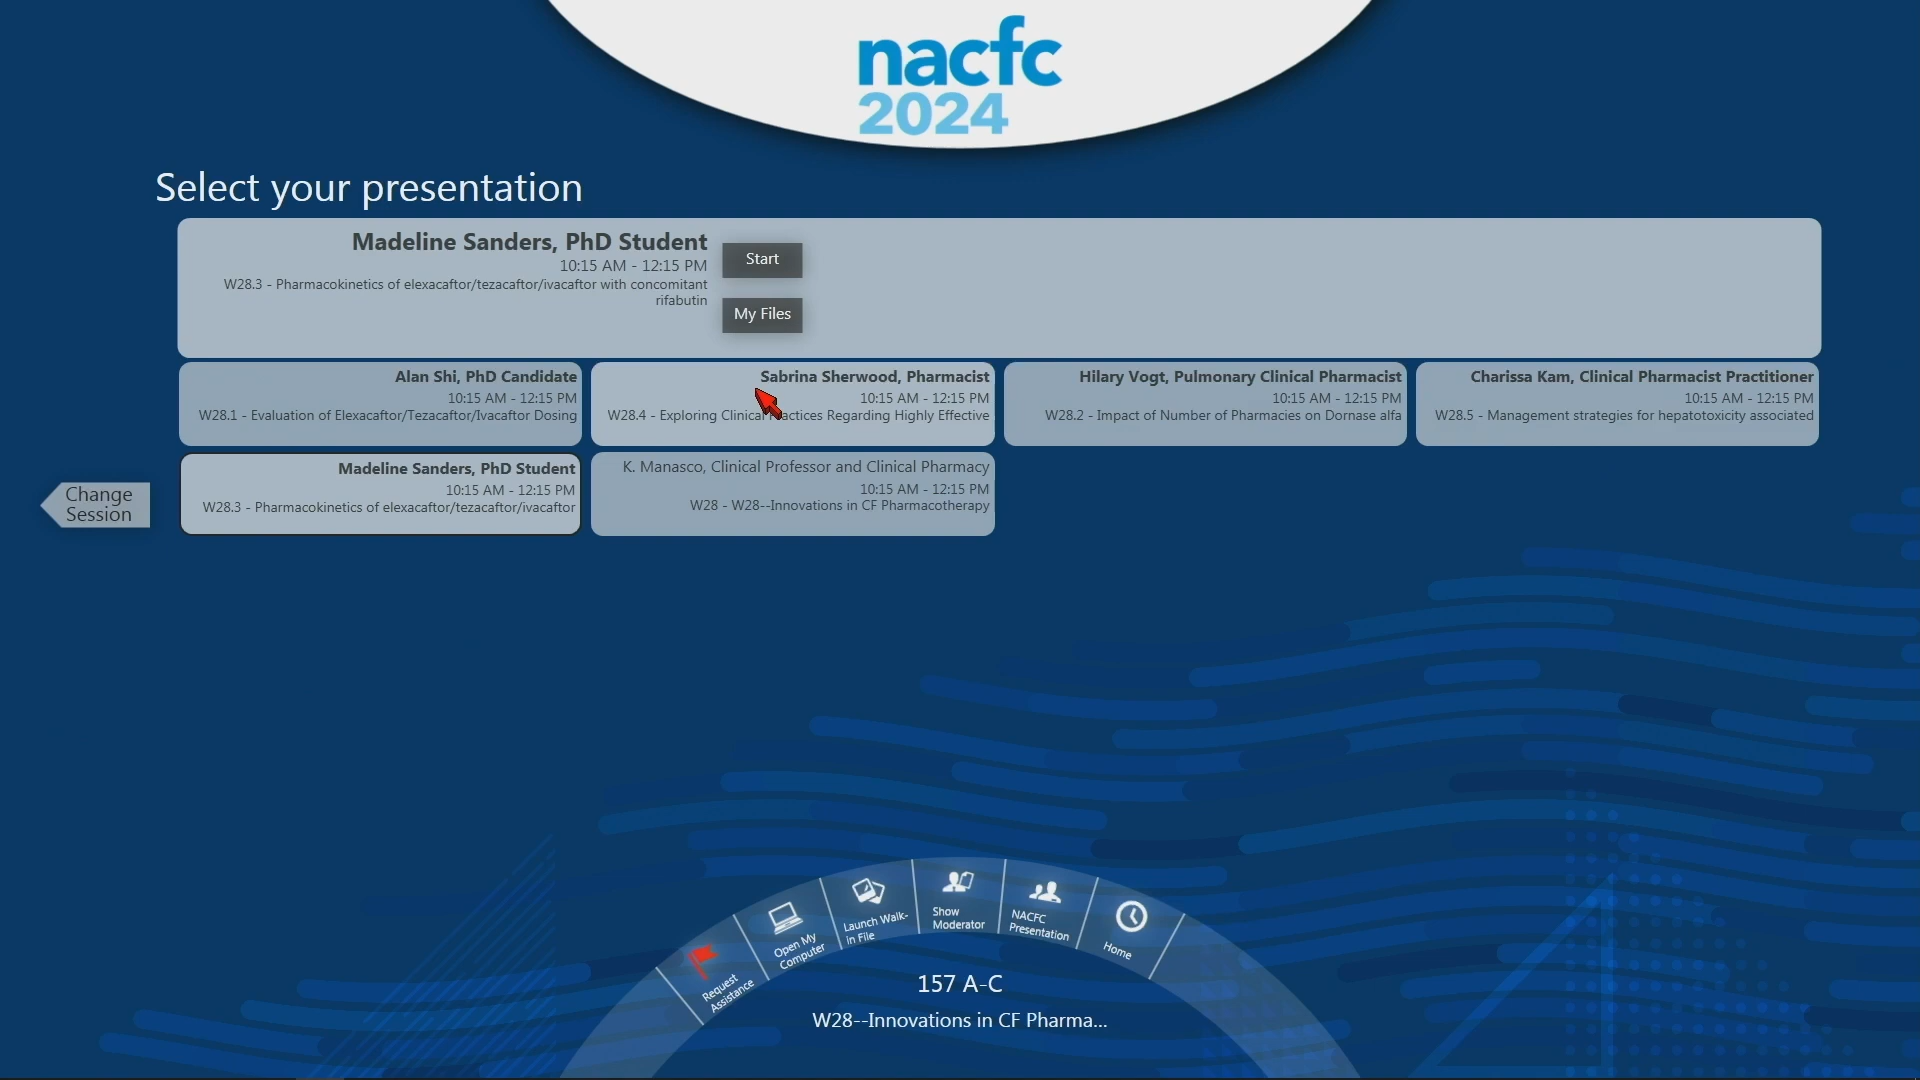 nacfc
2024
Select your presentation
Madeline Sanders, PhD Student
10:15 AM - 12:15 PM
W28.3 - Pharmacokinetics of elexacaftor/tezacaftor/ivacaftor with concomitant
rifabutin
Start
My Files
Alan Shi, PhD Candidate
10:15 AM - 12:15 PM
W28.1 - Evaluation of Elexacaftor/Tezacaftor/Ivacaftor Dosing
Sabrina Sherwood, Pharmacist
10:15 AM - 12:15 PM
W28.4 - Exploring Clinical Practices Regarding Highly Effective
Hilary Vogt, Pulmonary Clinical Pharmacist
10:15 AM - 12:15 PM
W28.2 - Impact of Number of Pharmacies on Dornase alfa
Charissa Kam, Clinical Pharmacist Practitioner
10:15 AM - 12:15 PM
W28.5 - Management strategies for hepatotoxicity associated
Madeline Sanders, PhD Student
10:15 AM - 12:15 PM
W28.3 - Pharmacokinetics of elexacaftor/tezacaftor/ivacaftor
K. Manasco, Clinical Professor and Clinical Pharmacy
10:15 AM - 12:15 PM
W28 - W28--Innovations in CF Pharmacotherapy
Change
Session
Request
Assistance
Open My
Computer
Launch Walk-
in File
Show
Moderator
NACFC
Presentation
Home
157 A-C
W28--Innovations in CF Pharma...